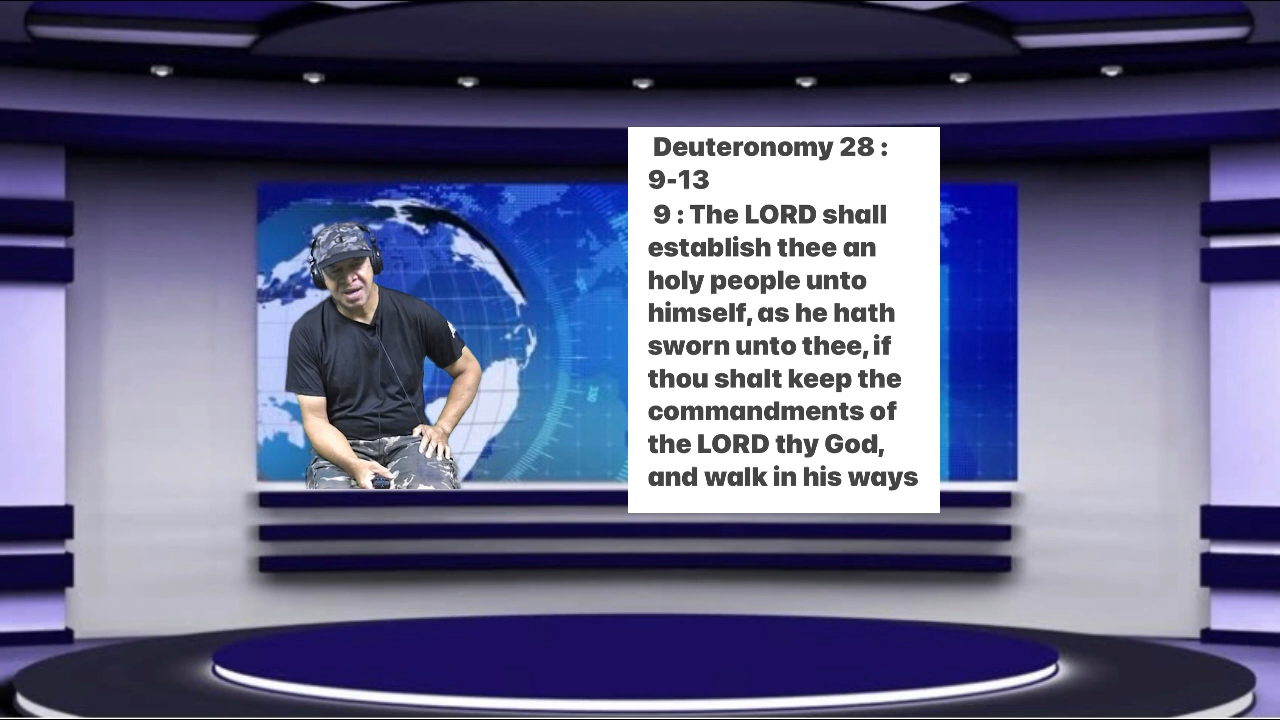 Deuteronomy 28 :
9-13
9 : The LORD shall
establish thee an
holy people unto
himself, as he hath
sworn unto thee, if
thou shalt keep the
commandments of
the LORD thy God,
and walk in his ways